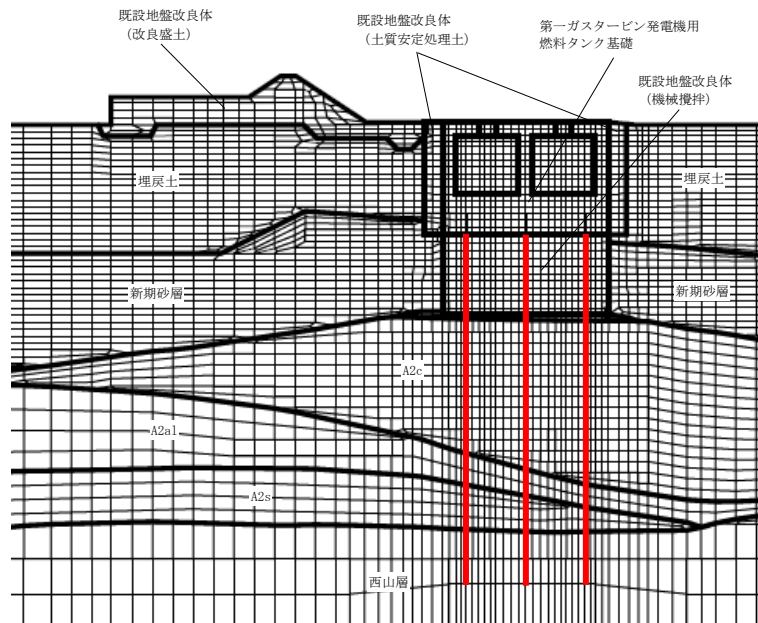 既設地盤改良体
（改良盛土）
既設地盤改良体
（土質安定処理土）
第一ガスタービン発電機用
燃料タンク基礎
既設地盤改良体
（機械攪拌）
埋戻土
埋戻土
新期砂層
新期砂層
A2c
A2al
A2s
西山層